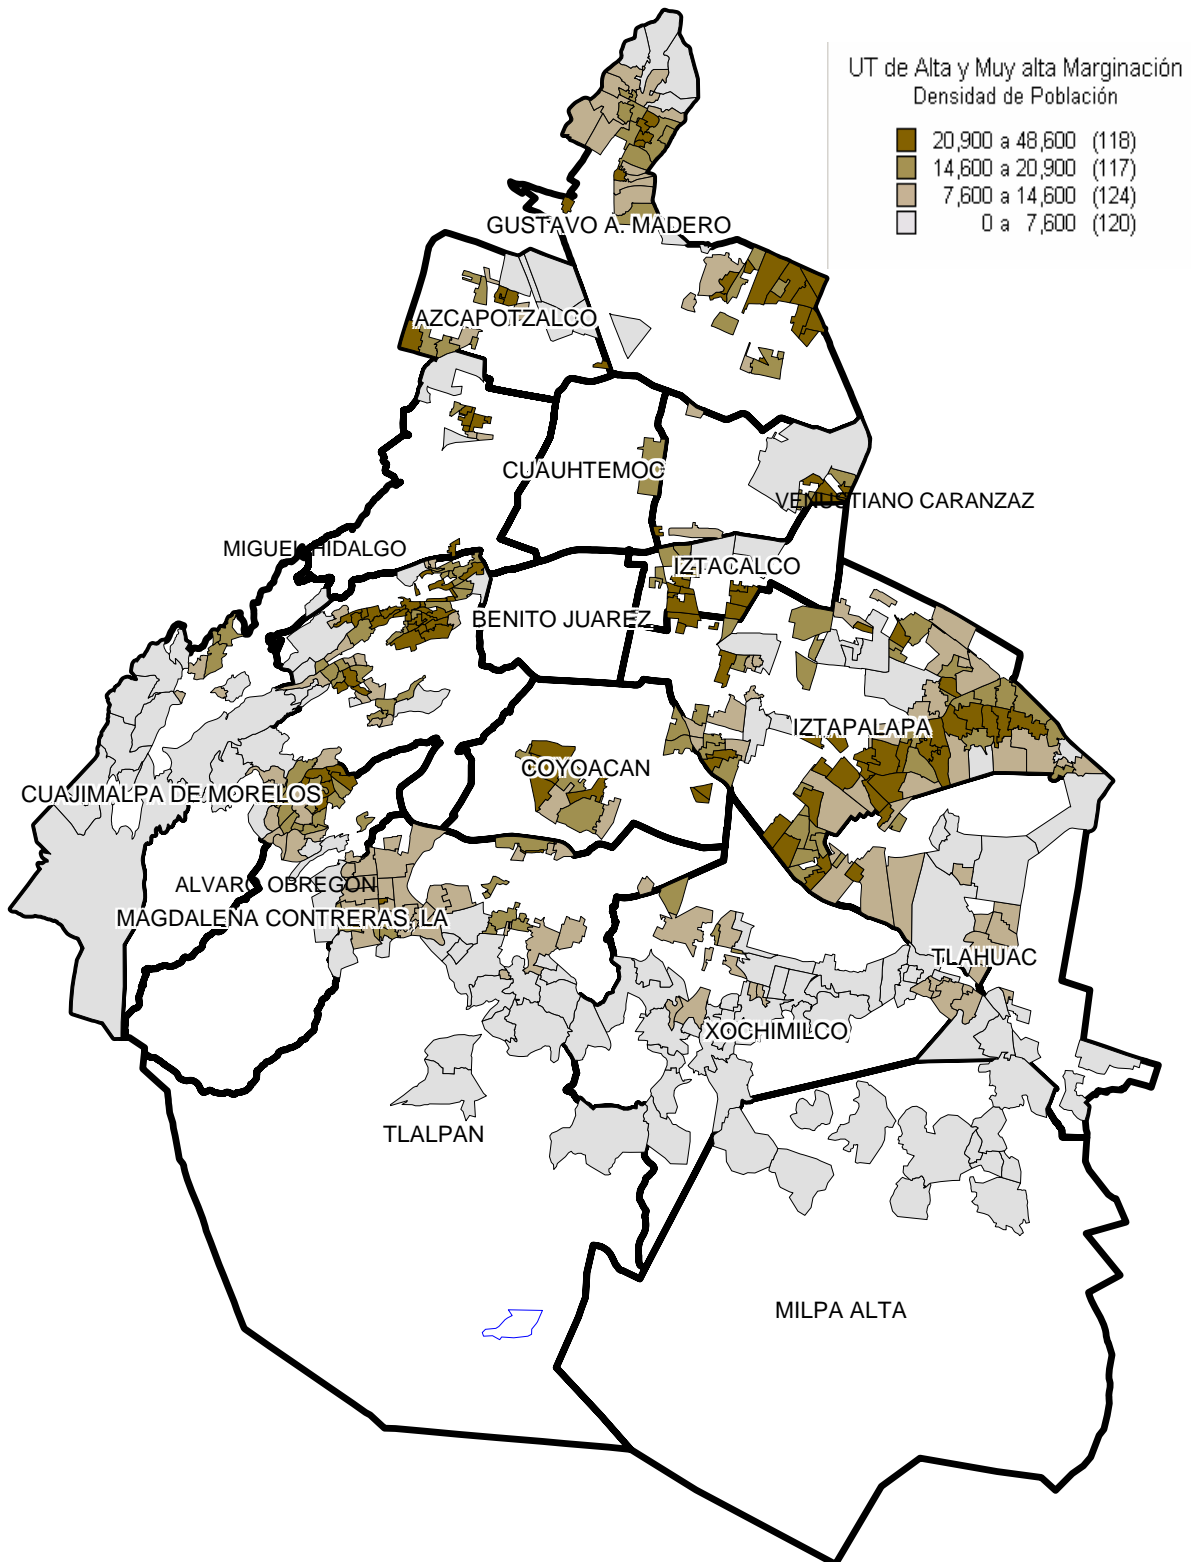 UT de Alta y Muy alta Marginación
Densidad de Población
20,900 a 48,600 (118)
14,600 a 20,900 (117)
7,600 a 14,600 (124)
0 a 7,600 (120)
GUSTAVO A. MADERO
AZCAPOTZALCO
CUAUHTEMOC
VENUSTIANO CARANZAZ
MIGUEL HIDALGO
IZTACALCO
BENITO JUAREZ
IZTAPALAPA
COYOACAN
CUAJIMALPA DE MORELOS
ALVARO OBREGON
MAGDALENA CONTRERAS, LA
TLAHUAC
XOCHIMILCO
TLALPAN
MILPA ALTA